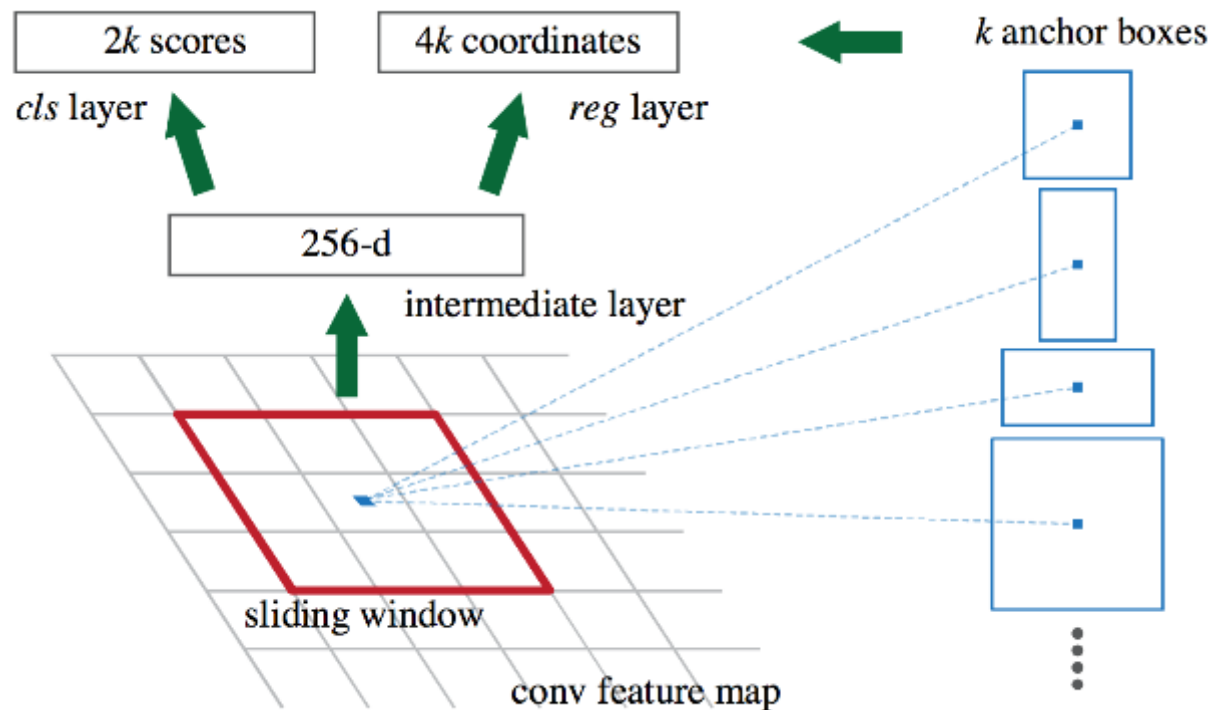 2k scores
4k coordinates
k anchor boxes
cls layer
reg layer
256-d
intermediate layer
sliding window
conv feature map